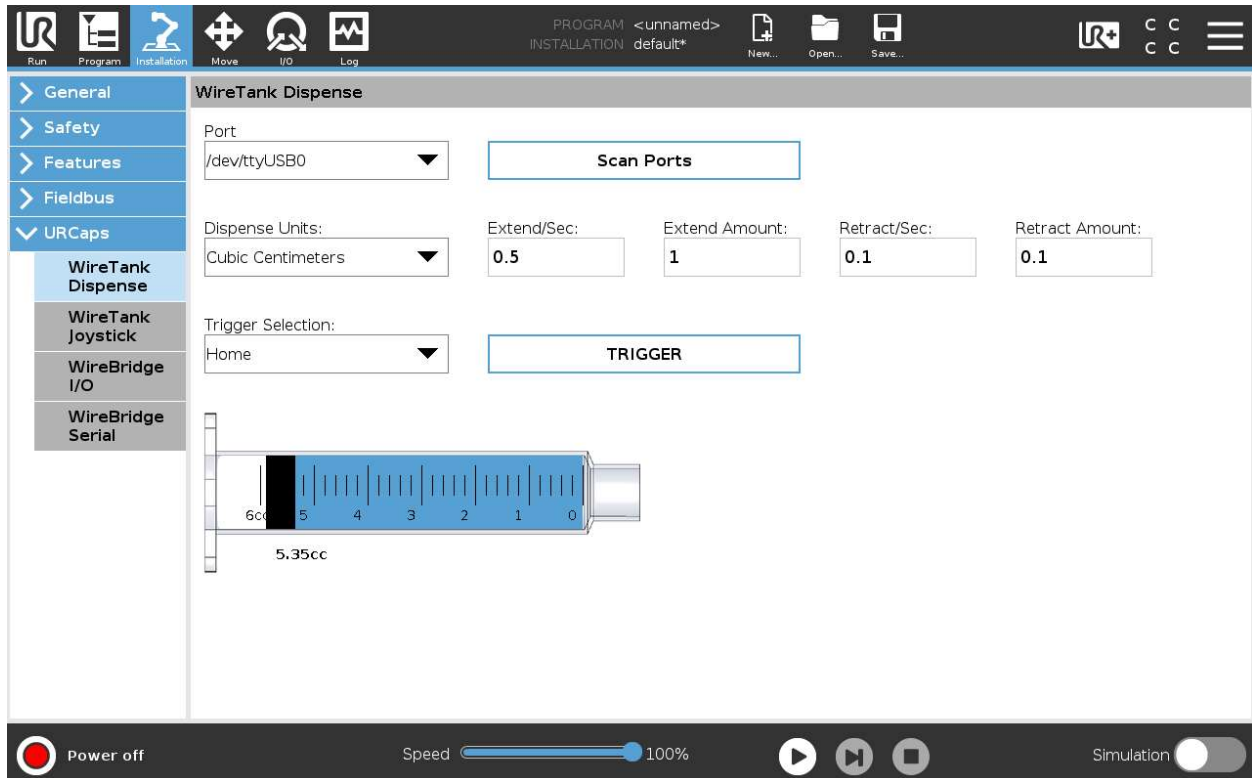 UR
UR+
C C
C C
PROGRAM <unnamed>
INSTALLATION default*
Run Program Installation Move I/O Log
New... Open... Save...
General
Safety
Features
Fieldbus
URCaps
WireTank
Dispense
WireTank
Joystick
WireBridge
I/O
WireBridge
Serial
WireTank Dispense
Port
/dev/ttyUSB0
Scan Ports
Dispense Units: Extend/Sec: Extend Amount: Retract/Sec: Retract Amount:
Cubic Centimeters 0.5 1 0.1 0.1
Trigger Selection:
Home
TRIGGER
6cc 5 4 3 2 1 0
5.35cc
Power off
Speed 100%
Simulation